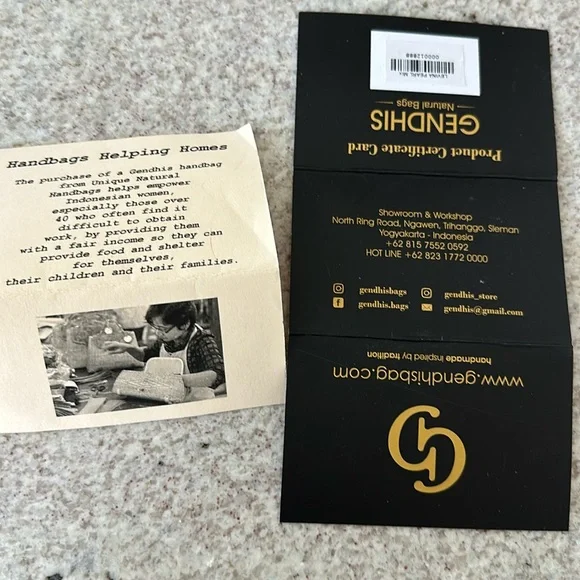 Handbags Helping Homes
The purchase of a Gendhis handbag
from Unique Natural
Handbags helps empower
Indonesian women,
especially those over
40 who often find it
difficult to obtain
work, by providing them
with a fair income so they can
provide food and shelter
for themselves,
their children and their families.
Product Certificate Card
GENDHIS
Natural Bags
LEVINA PEARL Mix
000012888
Showroom & Workshop
North Ring Road, Ngawen, Trihanggo, Sleman
Yogyakarta - Indonesia
+62 815 7552 0592
HOT LINE +62 823 1772 0000
gendhisbags
gendhis_store
gendhis.bags
gendhis@gmail.com
www.gendhisbag.com
handmade inspired by tradition
G